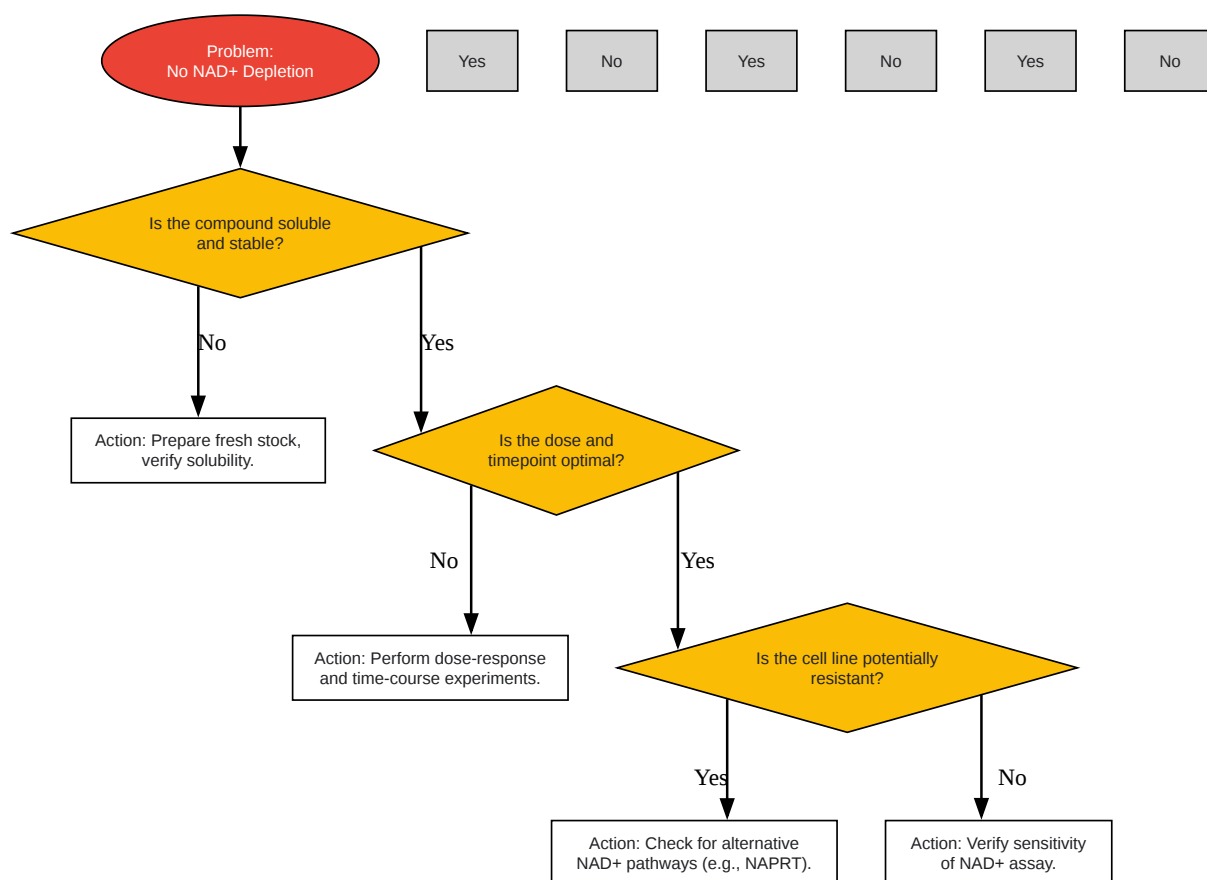 Problem:
No NAD+ Depletion
Yes
No
Yes
No
Yes
No
Is the compound soluble
and stable?
No
Yes
Action: Prepare fresh stock,
verify solubility.
Is the dose and
timepoint optimal?
No
Yes
Action: Perform dose-response
and time-course experiments.
Is the cell line potentially
resistant?
Yes
No
Action: Check for alternative
NAD+ pathways (e.g., NAPRT).
Action: Verify sensitivity
of NAD+ assay.